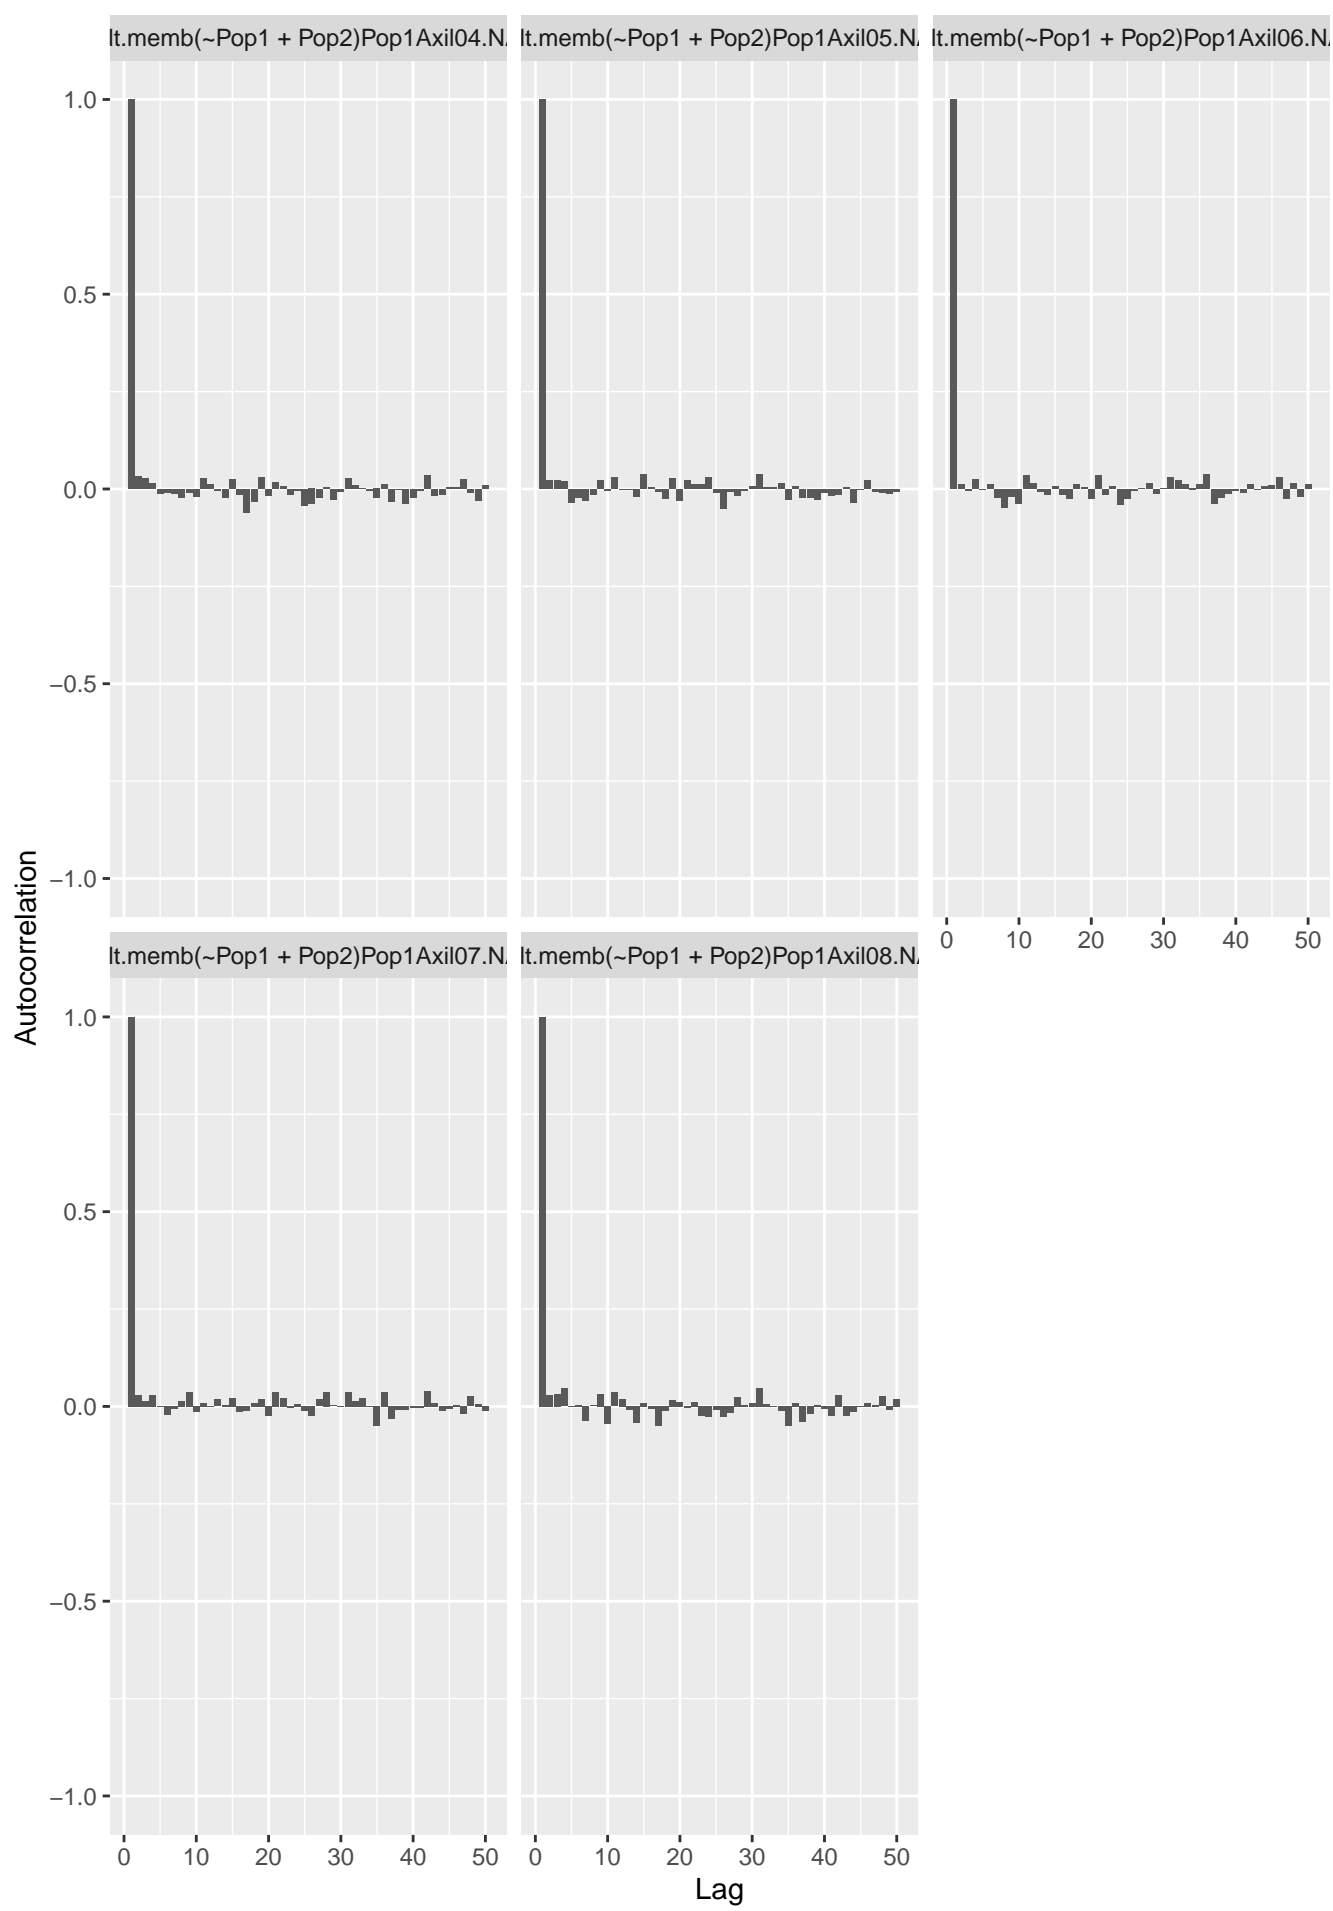 lt.memb(~Pop1 + Pop2)Pop1Axil04.N
lt.memb(~Pop1 + Pop2)Pop1Axil05.N
lt.memb(~Pop1 + Pop2)Pop1Axil06.N
1.0
0.5
0.0
−0.5
−1.0
0 10 20 30 40 50
Autocorrelation
lt.memb(~Pop1 + Pop2)Pop1Axil07.N
lt.memb(~Pop1 + Pop2)Pop1Axil08.N
1.0
0.5
0.0
−0.5
−1.0
0 10 20 30 40 50
0 10 20 30 40 50
Lag